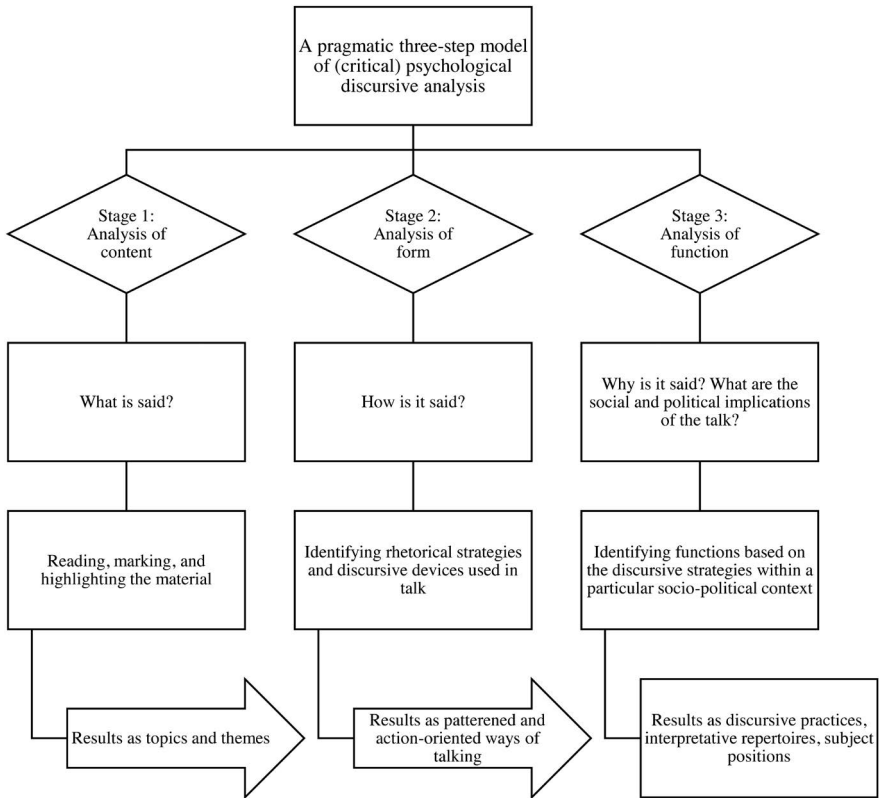 A pragmatic three-step model
of (critical) psychological
discursive analysis
Stage 1:
Analysis of
content
Stage 2:
Analysis of
form
Stage 3:
Analysis of
function
What is said?
How is it said?
Why is it said? What are the
social and political implications
of the talk?
Reading, marking, and
highlighting the material
Identifying rhetorical strategies
and discursive devices used in
talk
Identifying functions based on
the discursive strategies within a
particular socio-political context
Results as topics and themes
Results as patterened and
action-oriented ways of
talking
Results as discursive practices,
interpretative repertoires, subject
positions